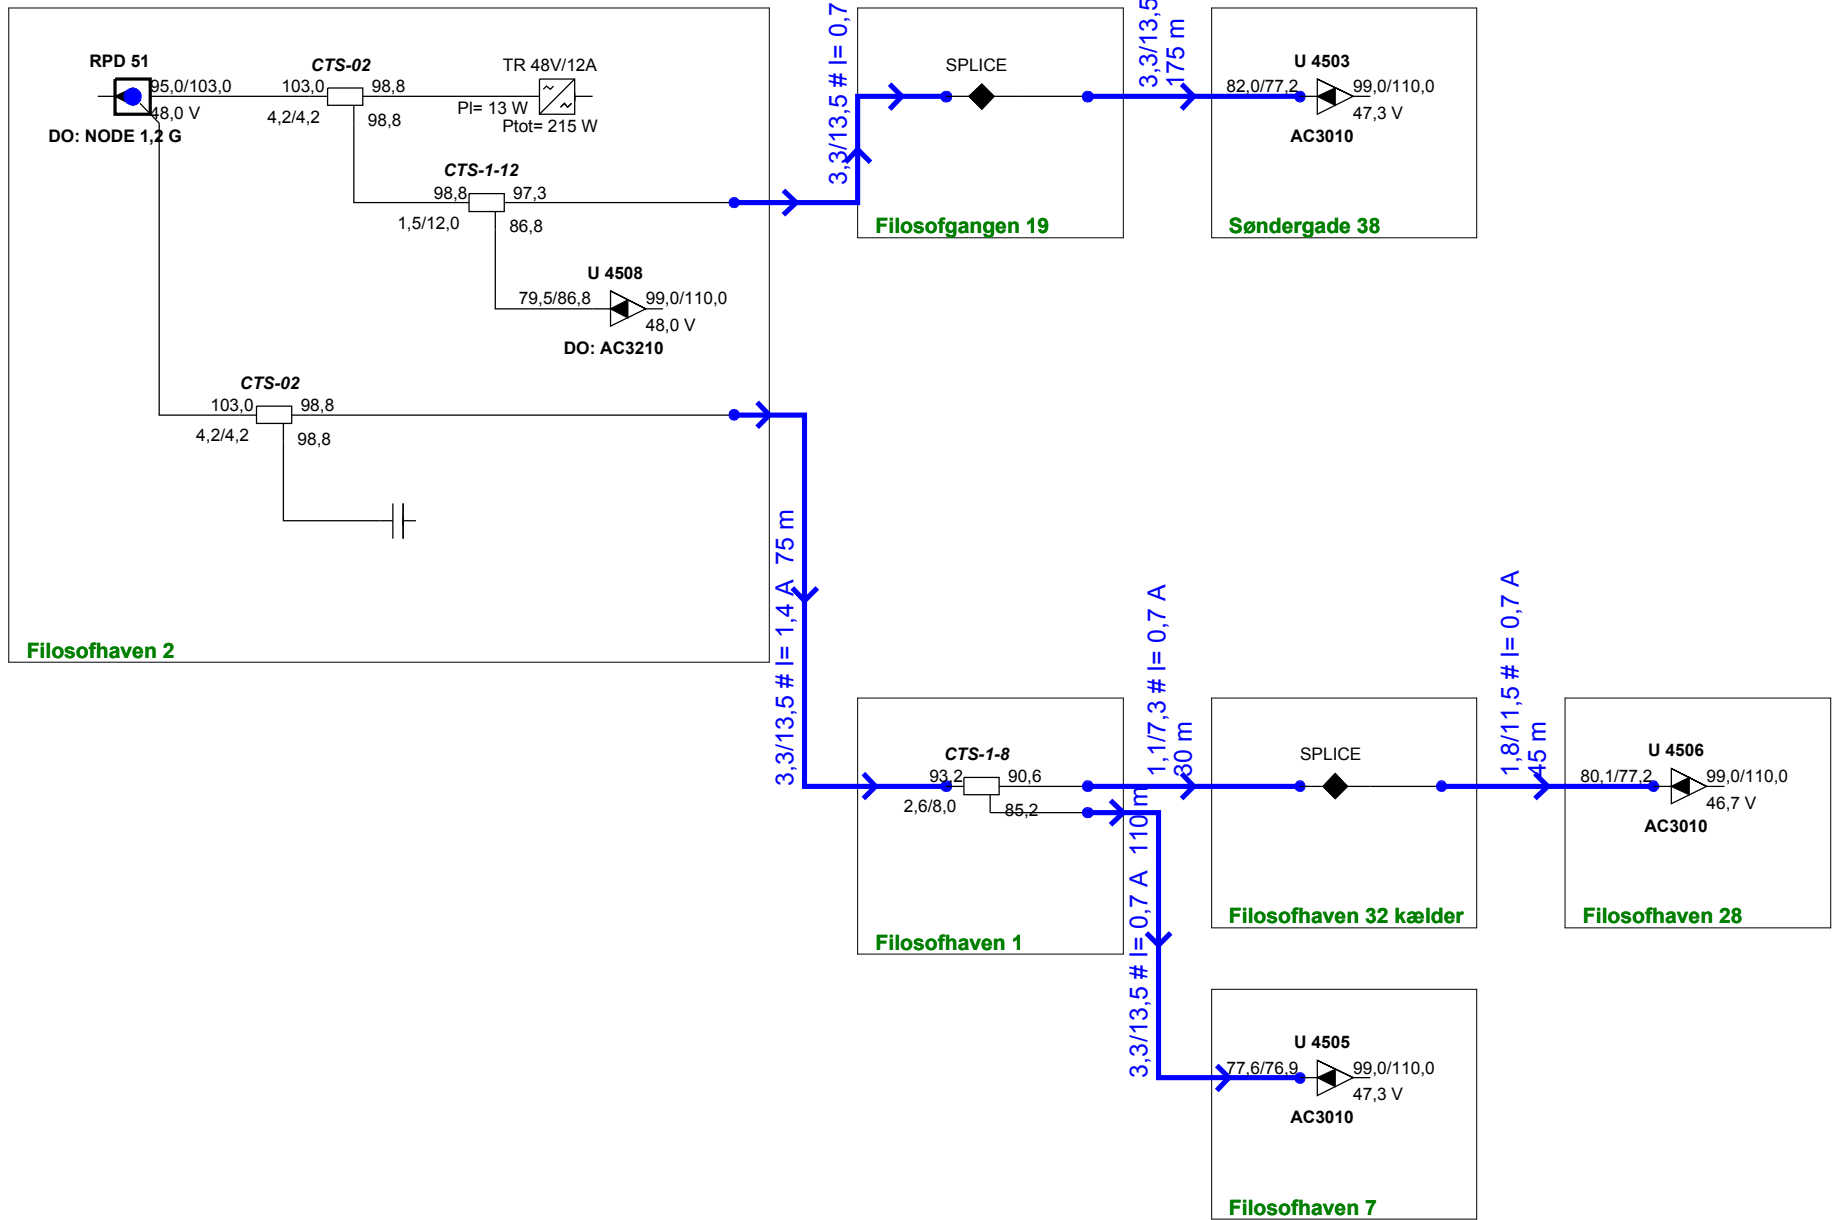 RPD 51
95,0/103,0
48,0 V
DO: NODE 1,2 G
CTS-02
103,0
98,8
4,2/4,2
98,8
TR 48V/12A
PI= 13 W
Ptot= 215 W
CTS-1-12
98,8
97,3
1,5/12,0
86,8
U 4508
79,5/86,8
99,0/110,0
48,0 V
DO: AC3210
CTS-02
103,0
98,8
4,2/4,2
98,8
Filosofhaven 2
3,3/13,5 # I= 0,7
SPLICE
Filosofgangen 19
3,3/13,5
175 m
U 4503
82,0/77,2
99,0/110,0
47,3 V
AC3010
Søndergade 38
3,3/13,5 # I= 1,4 A  75 m
CTS-1-8
93,2
90,6
2,6/8,0
85,2
Filosofhaven 1
1,1/7,3 # I= 0,7 A
30 m
SPLICE
Filosofhaven 32 kælder
1,8/11,5 # I= 0,7 A
45 m
U 4506
80,1/77,2
99,0/110,0
46,7 V
AC3010
Filosofhaven 28
3,3/13,5 # I= 0,7 A  110 m
U 4505
77,6/76,9
99,0/110,0
47,3 V
AC3010
Filosofhaven 7